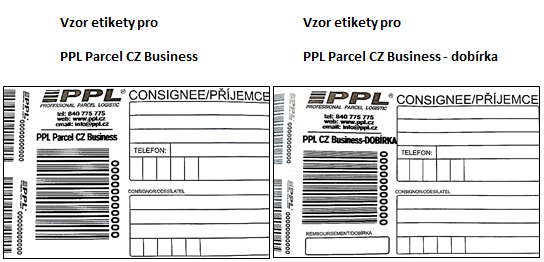 Vzor etikety pro
PPL Parcel CZ Business
PPL
PROFESSIONAL PARCEL LOGISTIC
tel: 840 775 775
web: www.ppl.cz
email: info@ppl.cz
PPL Parcel CZ Business
CONSIGNEE/PŘÍJEMCE
TELEFON:
CONSIGNOR/ODESÍLATEL
Vzor etikety pro
PPL Parcel CZ Business - dobírka
PPL
PROFESSIONAL PARCEL LOGISTIC
tel: 840 775 775
web: www.ppl.cz
email: info@ppl.cz
PPL CZ Business-DOBÍRKA
CONSIGNEE/PŘÍJEMCE
TELEFON:
CONSIGNOR/ODESÍLATEL
REMBOURSEMENT/DOBÍRKA